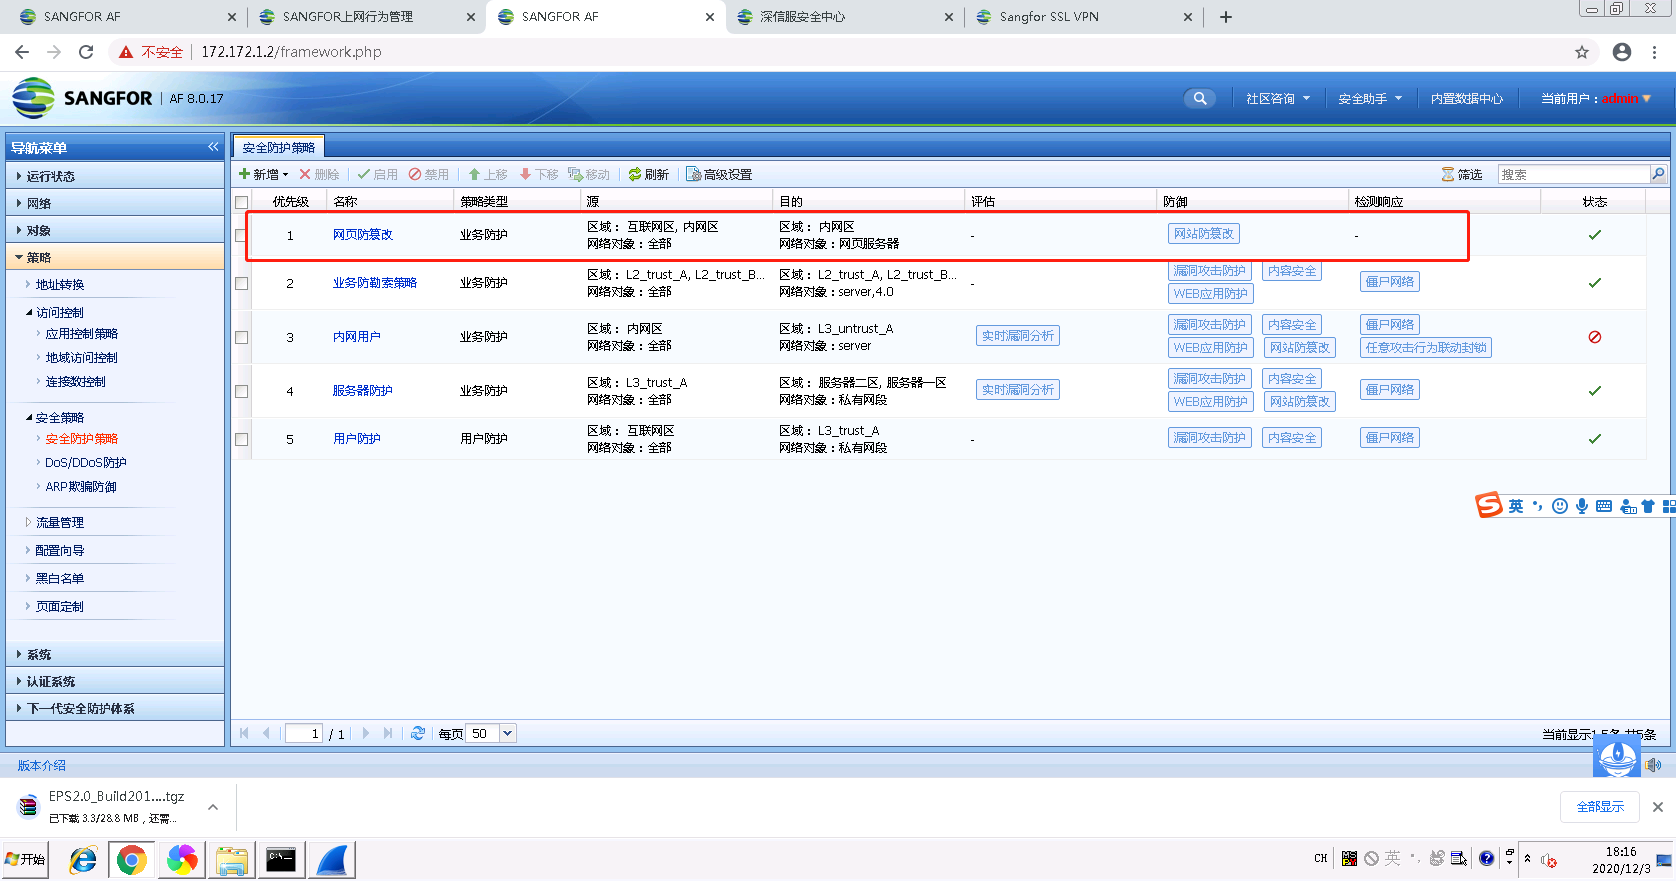 SANGFOR AF
SANGFOR上网行为管理
SANGFOR AF
深信服安全中心
Sangfor SSL VPN
不安全 172.172.1.2/framework.php
SANGFOR AF 8.0.17
社区咨询 安全助手 内置数据中心 当前用户：admin
导航菜单
运行状态
网络
对象
策略
地址转换
访问控制
应用控制策略
地域访问控制
连接数控制
安全策略
安全防护策略
DoS/DDoS防护
ARP欺骗防御
流量管理
配置向导
黑白名单
页面定制
系统
认证系统
下一代安全防护体系
安全防护策略
新增 删除 启用 禁用 上移 下移 移动 刷新 高级设置 筛选 搜索
优先级 名称 策略类型 源 目的 评估 防御 检测响应 状态
1 网页防篡改 业务防护 区域：互联网区, 内网区 区域：内网区 - 网站防篡改 -
网络对象：全部 网络对象：网页服务器
2 业务防勒索策略 业务防护 区域：L2_trust_A, L2_trust_B... 区域：L2_trust_A, L2_trust_B... - 漏洞攻击防护 内容安全 僵尸网络
网络对象：全部 网络对象：server,4.0 WEB应用防护
3 内网用户 业务防护 区域：内网区 区域：L3_untrust_A 实时漏洞分析 漏洞攻击防护 内容安全 僵尸网络
网络对象：全部 网络对象：server WEB应用防护 网站防篡改 任意攻击行为联动封锁
4 服务器防护 业务防护 区域：L3_trust_A 区域：服务器二区, 服务器一区 实时漏洞分析 漏洞攻击防护 内容安全 僵尸网络
网络对象：全部 网络对象：私有网段 WEB应用防护 网站防篡改
5 用户防护 用户防护 区域：互联网区 区域：L3_trust_A - 漏洞攻击防护 内容安全 僵尸网络
网络对象：全部 网络对象：私有网段
英
1 / 1 每页 50 当前显示1-5条 共5条
版本介绍
EPS2.0_Build201....tgz
已下载 3.3/28.8 MB，还需...
全部显示
开始
CH 英
18:16
2020/12/3